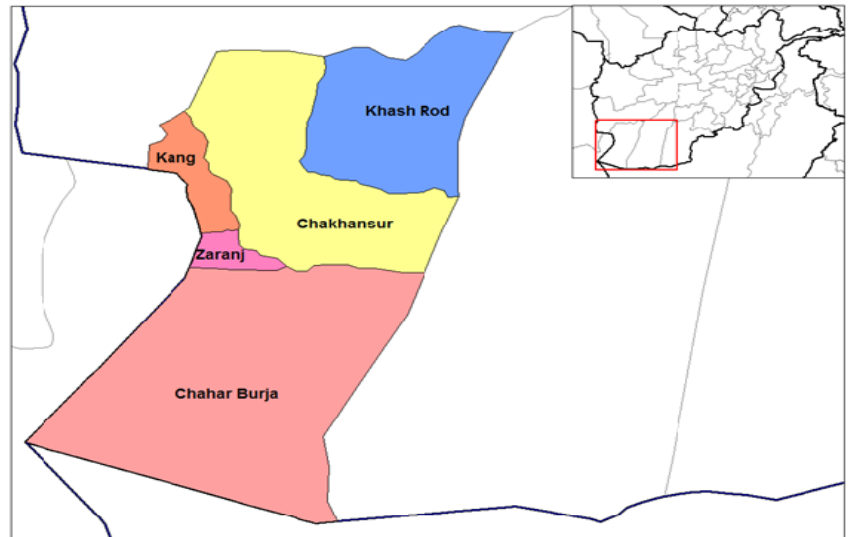 Khash Rod
Kang
Chakhansur
Zaranj
Chahar Burja